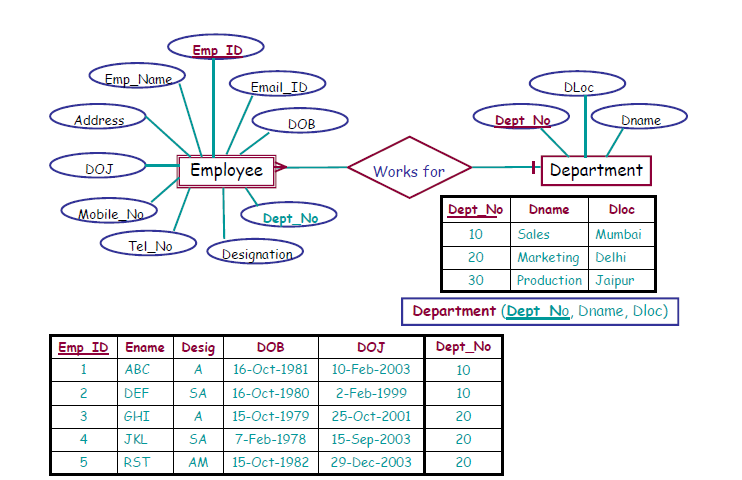 Emp_ID
Emp_Name
Email_ID
DLoc
Address
DOB
Dept_No
Dname
DOJ
Employee
Works for
Department
Mobile_No
Dept_No
Tel_No
Designation
Dept_No Dname Dloc
10 Sales Mumbai
20 Marketing Delhi
30 Production Jaipur
Department (Dept_No, Dname, Dloc)
Emp_ID Ename Desig DOB DOJ Dept_No
1 ABC A 16-Oct-1981 10-Feb-2003 10
2 DEF SA 16-Oct-1980 2-Feb-1999 10
3 GHI A 15-Oct-1979 25-Oct-2001 20
4 JKL SA 7-Feb-1978 15-Sep-2003 20
5 RST AM 15-Oct-1982 29-Dec-2003 20